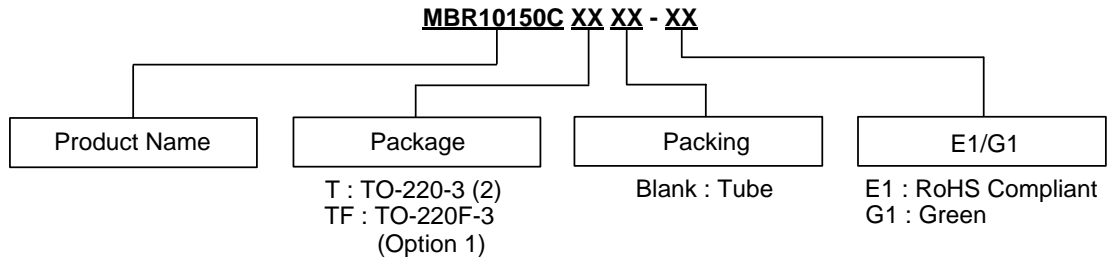 MBR10150C XX XX - XX
Product Name
Package
Packing
E1/G1
T : TO-220-3 (2)
TF : TO-220F-3
(Option 1)
Blank : Tube
E1 : RoHS Compliant
G1 : Green